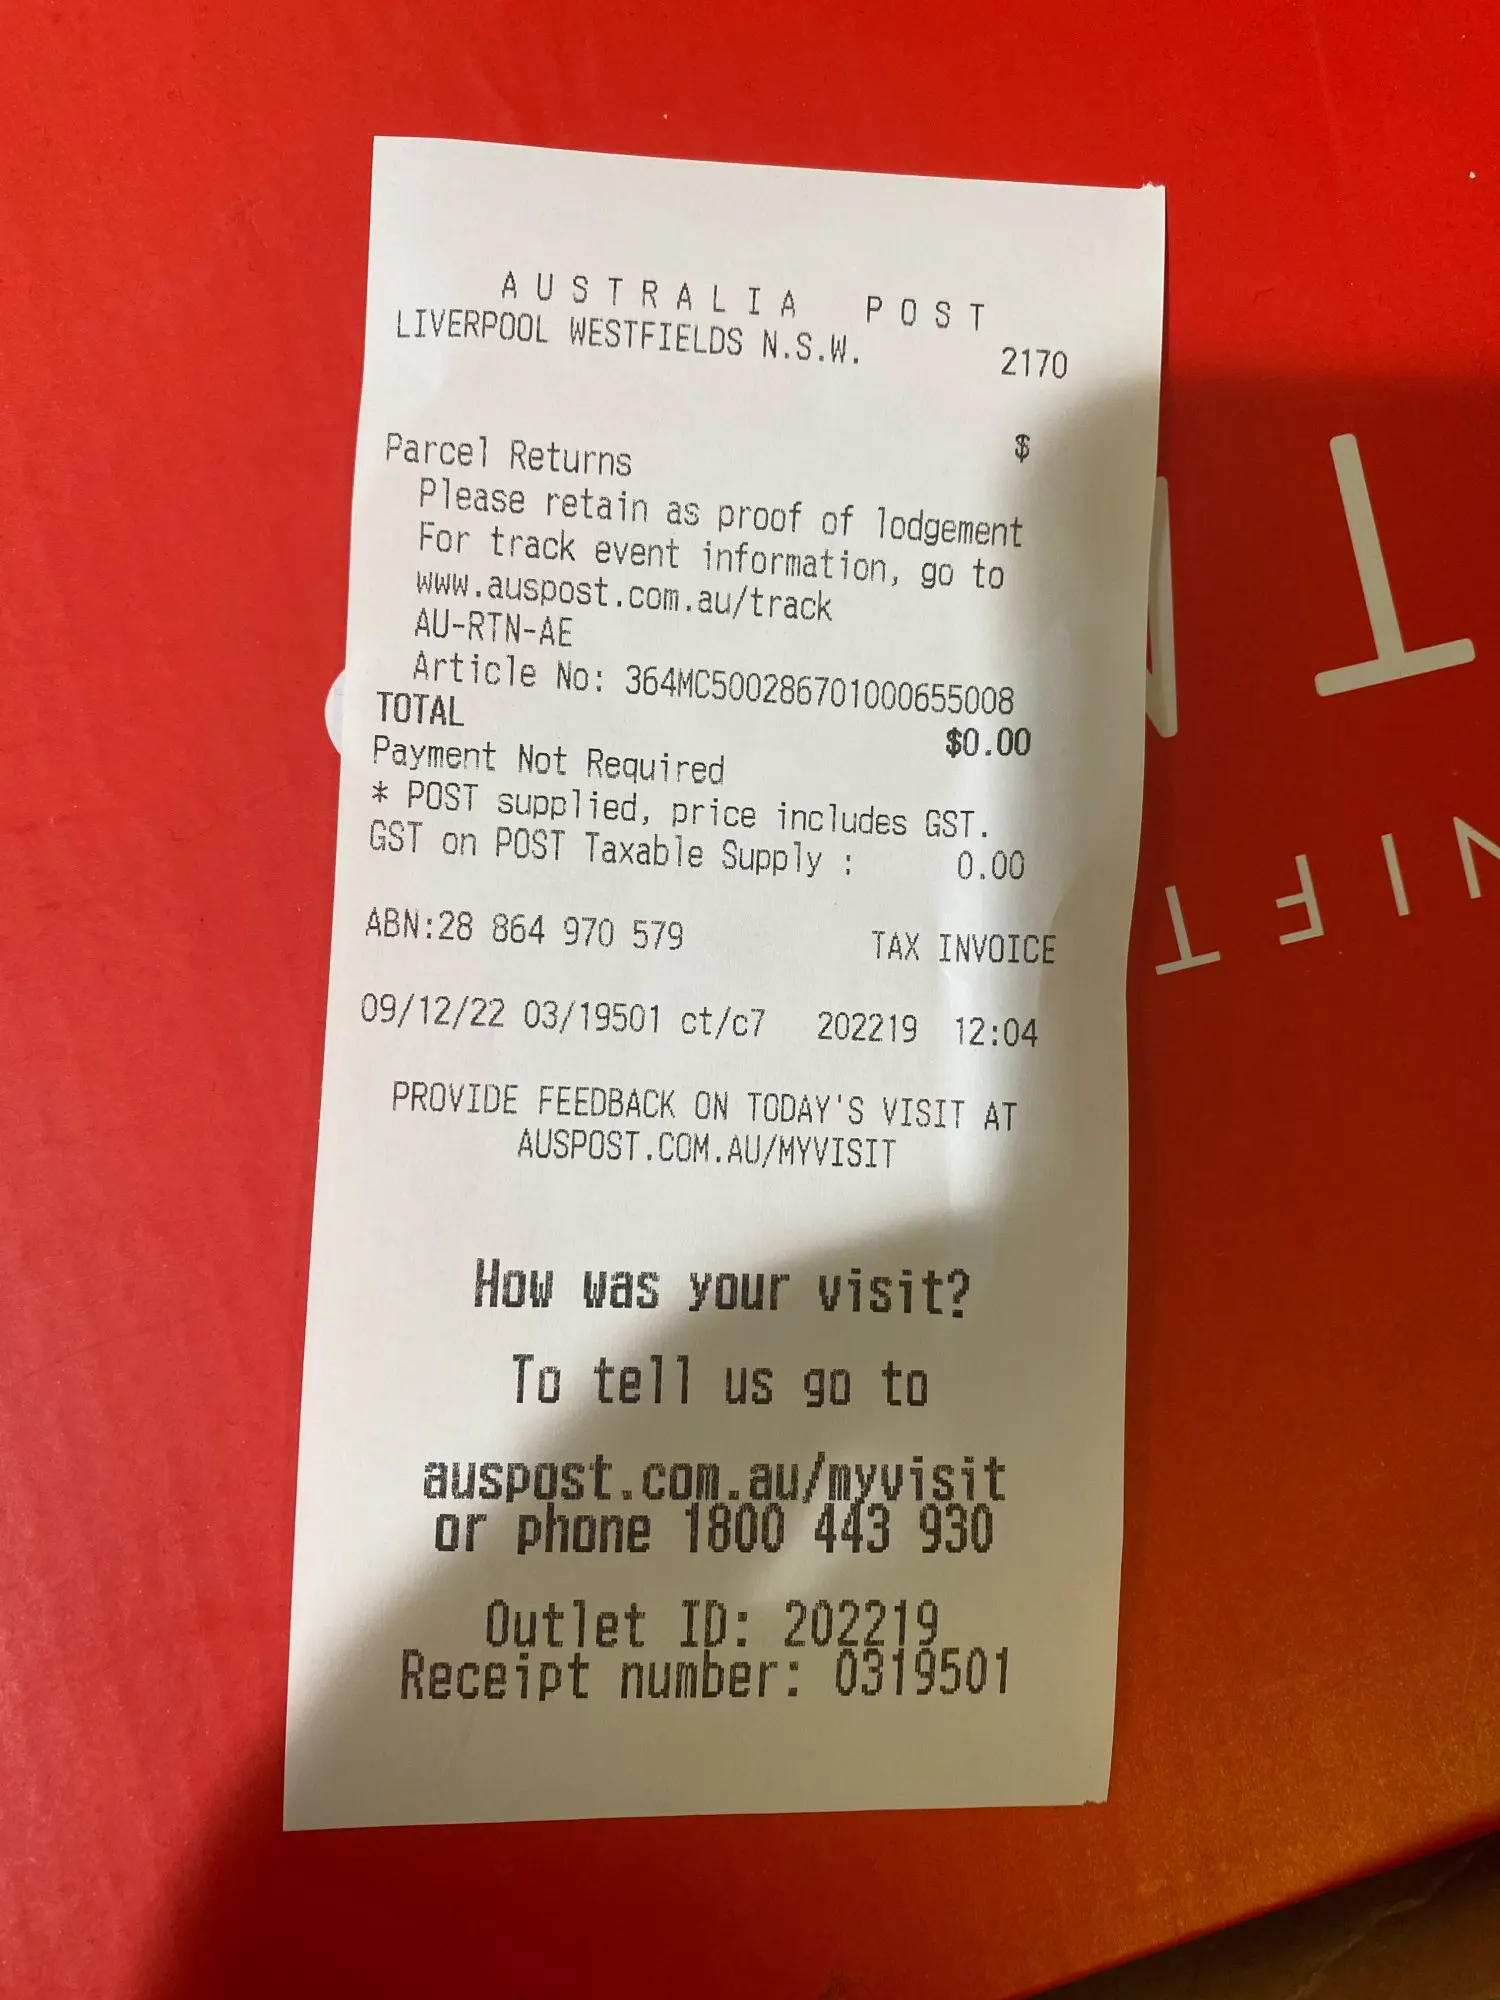 AUSTRALIA POST
LIVERPOOL WESTFIELDS N.S.W. 2170
$
Parcel Returns
Please retain as proof of lodgement
For track event information, go to
www.auspost.com.au/track
AU-RTN-AE
Article No: 364MC500286701000655008
TOTAL $0.00
Payment Not Required
* POST supplied, price includes GST.
GST on POST Taxable Supply : 0.00
ABN:28 864 970 579 TAX INVOICE
09/12/22 03/19501 ct/c7 202219 12:04
PROVIDE FEEDBACK ON TODAY'S VISIT AT
AUSPOST.COM.AU/MYVISIT
How was your visit?
To tell us go to
auspost.com.au/myvisit
or phone 1800 443 930
Outlet ID: 202219
Receipt number: 0319501